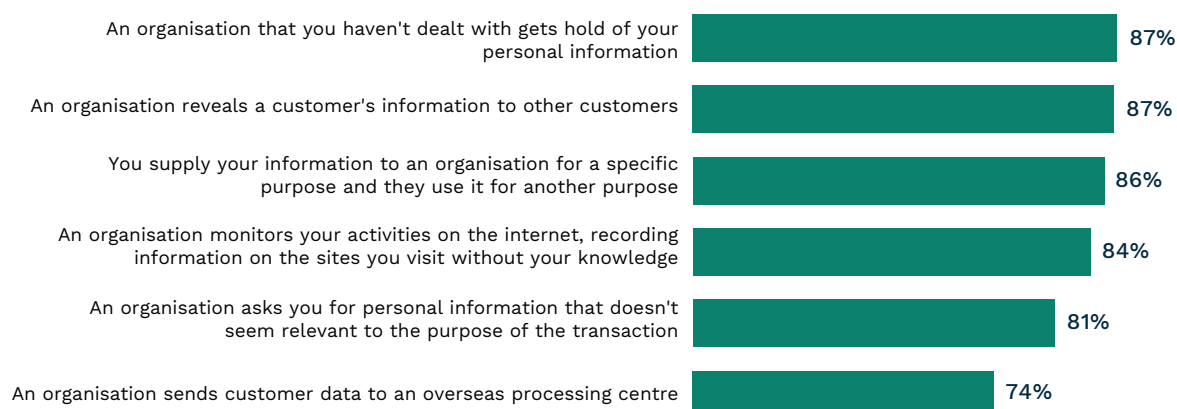 An organisation that you haven't dealt with gets hold of your
personal information
87%
An organisation reveals a customer's information to other customers
87%
You supply your information to an organisation for a specific
purpose and they use it for another purpose
86%
An organisation monitors your activities on the internet, recording
information on the sites you visit without your knowledge
84%
An organisation asks you for personal information that doesn't
seem relevant to the purpose of the transaction
81%
An organisation sends customer data to an overseas processing centre
74%